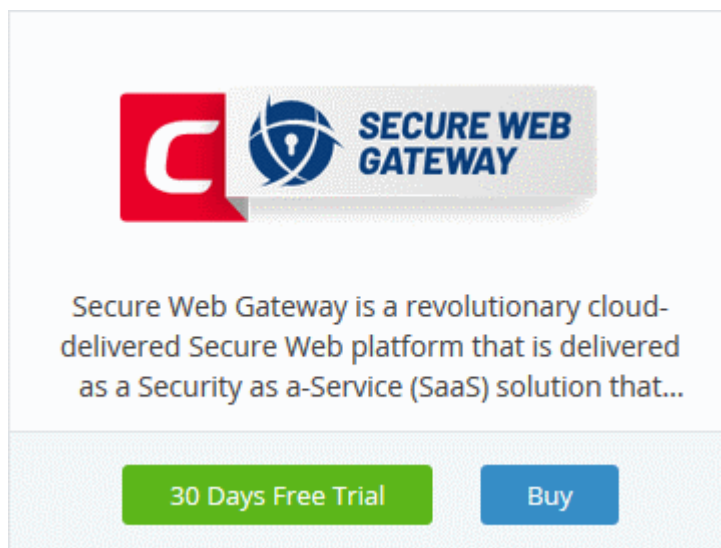 C
SECURE WEB
GATEWAY
Secure Web Gateway is a revolutionary cloud-
delivered Secure Web platform that is delivered
as a Security as a-Service (SaaS) solution that...
30 Days Free Trial
Buy